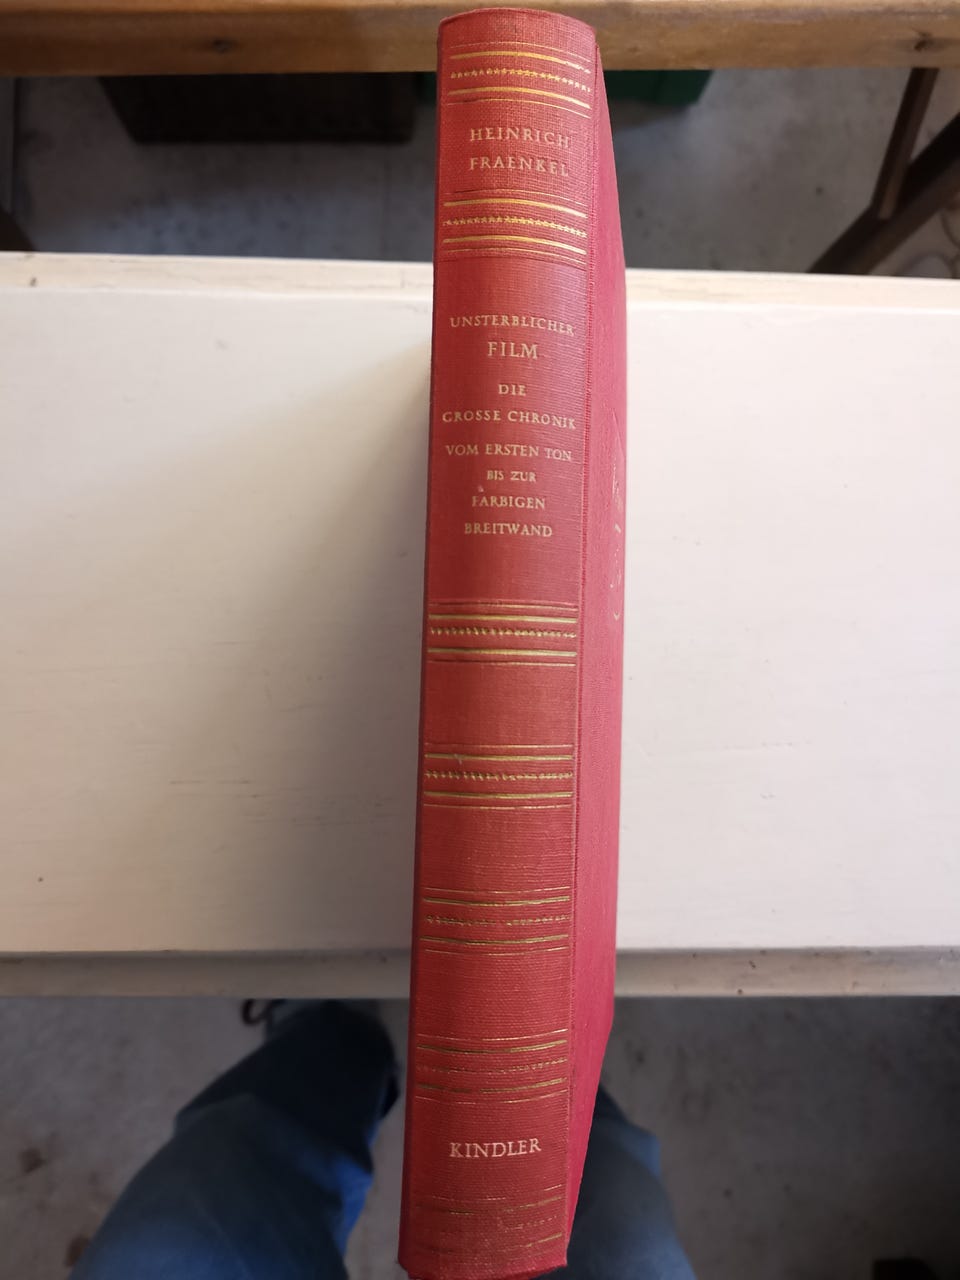 HEINRICH
FRAENKEL
UNSTERBLICHER
FILM
DIE
GROSSE CHRONIK
VOM ERSTEN TON
BIS ZUR
FARBIGEN
BREITWAND
KINDLER